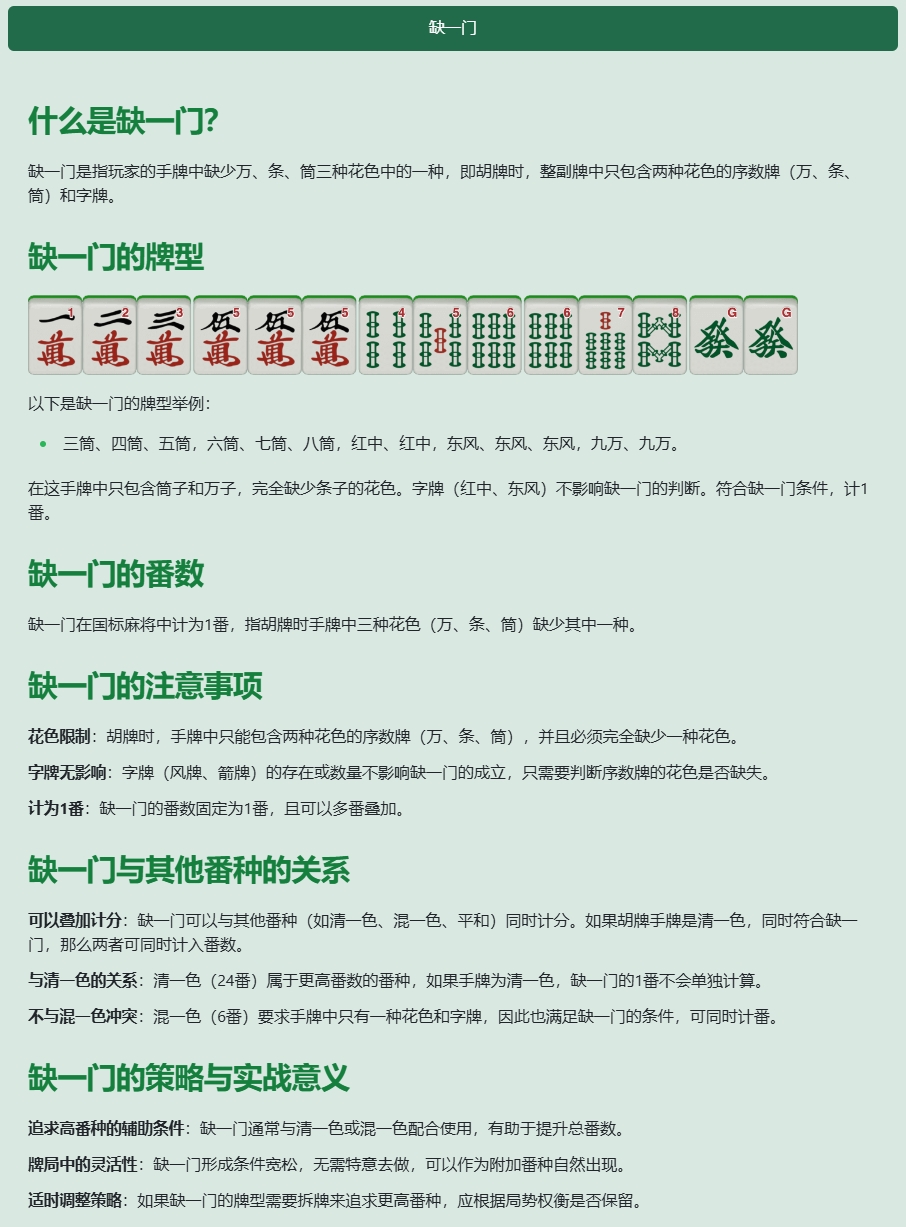 缺一门
什么是缺一门？
缺一门是指玩家的手牌中缺少万、条、筒三种花色中的一种，即胡牌时，整副牌中只包含两种花色的序数牌（万、条、
筒）和字牌。
缺一门的牌型
一萬1 二萬2 三萬3 伍萬5 伍萬5 伍萬5 4 5 6 6 7 8 發G 發G
以下是缺一门的牌型举例：
三筒、四筒、五筒，六筒、七筒、八筒，红中、红中，东风、东风、东风，九万、九万。
在这手牌中只包含筒子和万子，完全缺少条子的花色。字牌（红中、东风）不影响缺一门的判断。符合缺一门条件，计1
番。
缺一门的番数
缺一门在国标麻将中计为1番，指胡牌时手牌中三种花色（万、条、筒）缺少其中一种。
缺一门的注意事项
花色限制：胡牌时，手牌中只能包含两种花色的序数牌（万、条、筒），并且必须完全缺少一种花色。
字牌无影响：字牌（风牌、箭牌）的存在或数量不影响缺一门的成立，只需要判断序数牌的花色是否缺失。
计为1番：缺一门的番数固定为1番，且可以多番叠加。
缺一门与其他番种的关系
可以叠加计分：缺一门可以与其他番种（如清一色、混一色、平和）同时计分。如果胡牌手牌是清一色，同时符合缺一
门，那么两者可同时计入番数。
与清一色的关系：清一色（24番）属于更高番数的番种，如果手牌为清一色，缺一门的1番不会单独计算。
不与混一色冲突：混一色（6番）要求手牌中只有一种花色和字牌，因此也满足缺一门的条件，可同时计番。
缺一门的策略与实战意义
追求高番种的辅助条件：缺一门通常与清一色或混一色配合使用，有助于提升总番数。
牌局中的灵活性：缺一门形成条件宽松，无需特意去做，可以作为附加番种自然出现。
适时调整策略：如果缺一门的牌型需要拆牌来追求更高番种，应根据局势权衡是否保留。